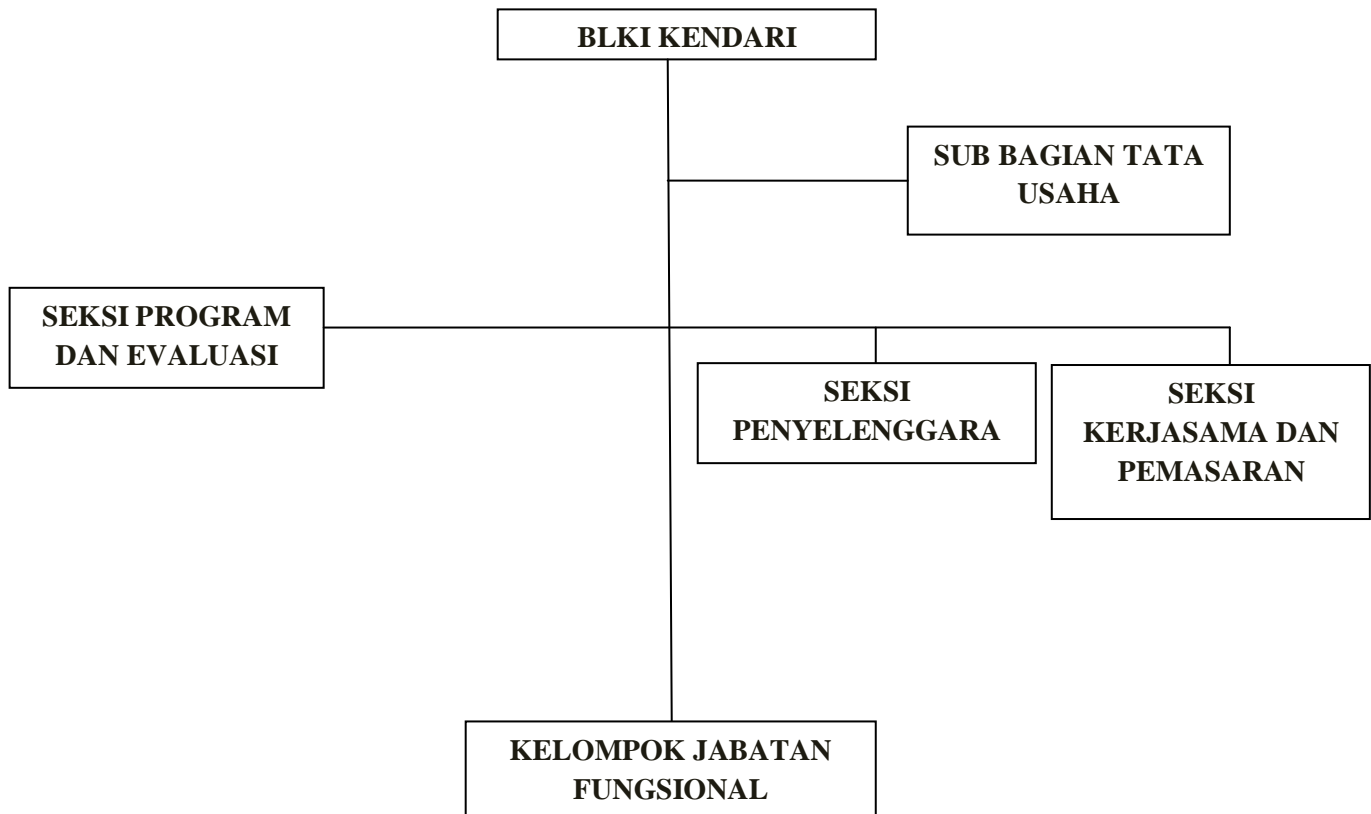 BLKI KENDARI
SUB BAGIAN TATA
USAHA
SEKSI PROGRAM
DAN EVALUASI
SEKSI
PENYELENGGARA
SEKSI
KERJASAMA DAN
PEMASARAN
KELOMPOK JABATAN
FUNGSIONAL